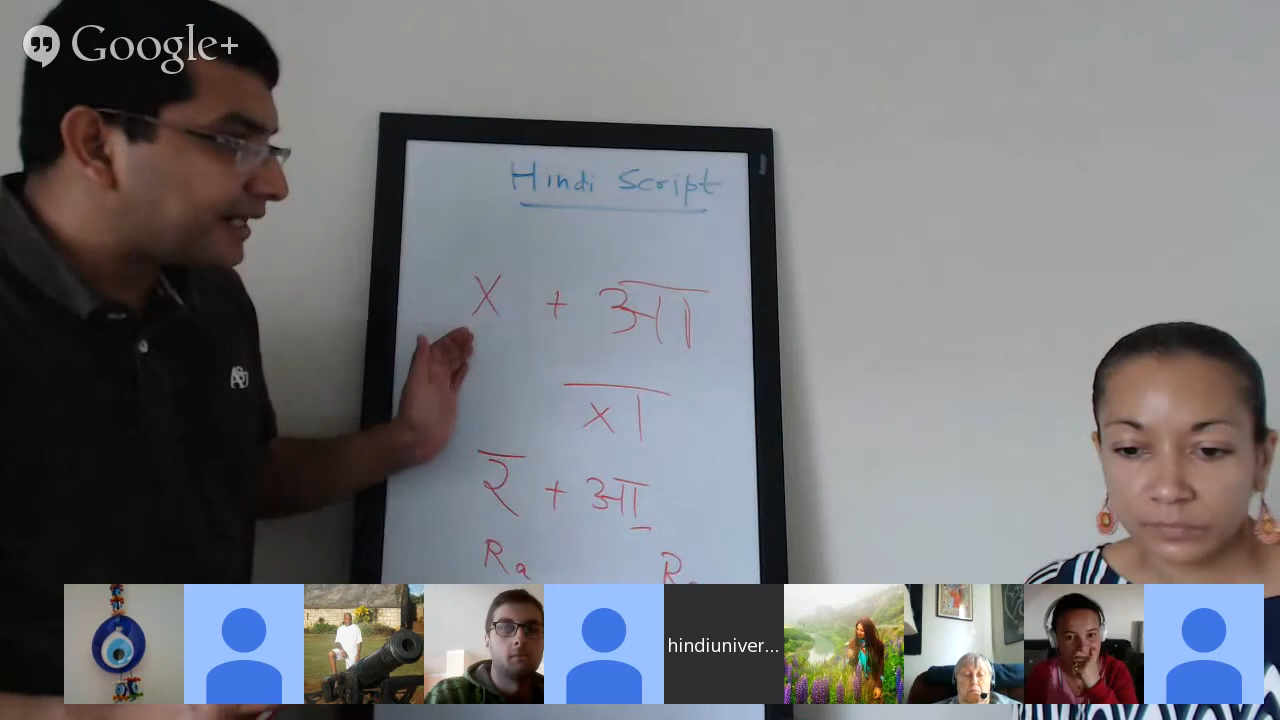 Google+
Hindi Script
x + आ
x ा
र + आ
Ra
hindiuniver...